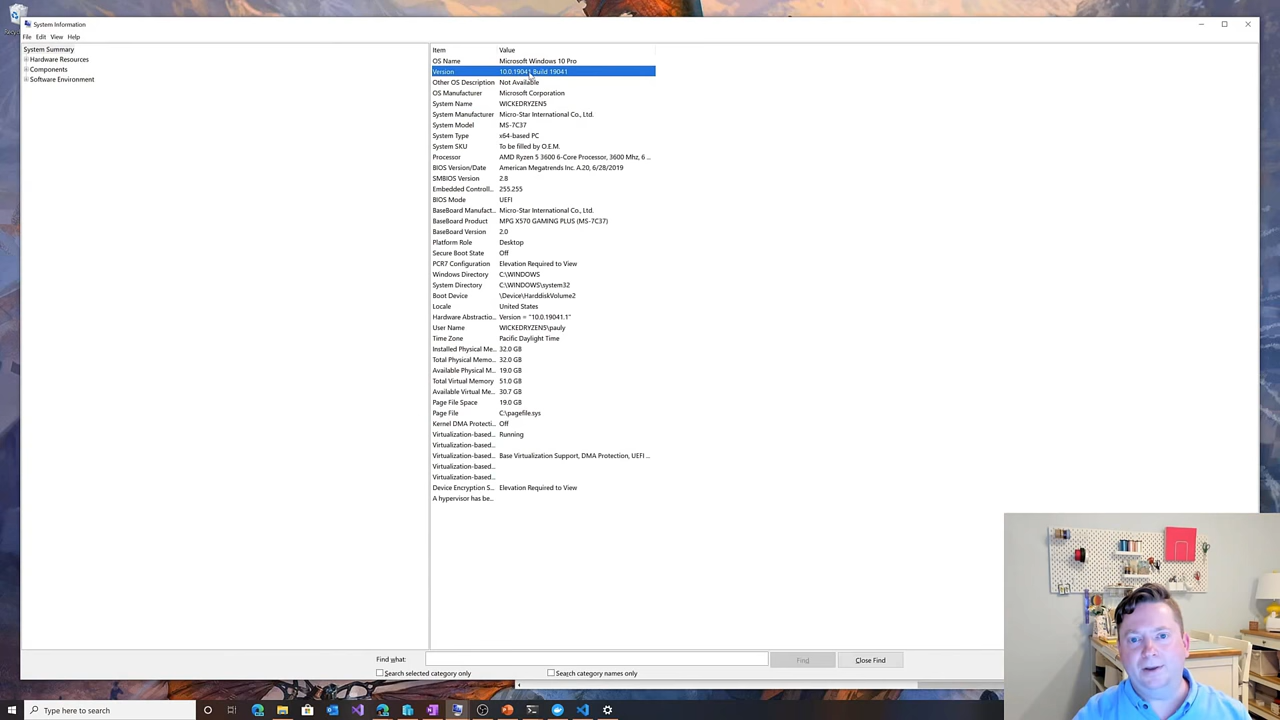 System Information
File Edit View Help
System Summary
Hardware Resources
Components
Software Environment
Item Value
OS Name Microsoft Windows 10 Pro
Version 10.0.19041 Build 19041
Other OS Description Not Available
OS Manufacturer Microsoft Corporation
System Name WICKEDRYZEN5
System Manufacturer Micro-Star International Co., Ltd.
System Model MS-7C37
System Type x64-based PC
System SKU To be filled by O.E.M.
Processor AMD Ryzen 5 3600 6-Core Processor, 3600 Mhz, 6 ...
BIOS Version/Date American Megatrends Inc. A.20, 6/28/2019
SMBIOS Version 2.8
Embedded Controll... 255.255
BIOS Mode UEFI
BaseBoard Manufact... Micro-Star International Co., Ltd.
BaseBoard Product MPG X570 GAMING PLUS (MS-7C37)
BaseBoard Version 2.0
Platform Role Desktop
Secure Boot State Off
PCR7 Configuration Elevation Required to View
Windows Directory C:\WINDOWS
System Directory C:\WINDOWS\system32
Boot Device \Device\HarddiskVolume2
Locale United States
Hardware Abstractio... Version = "10.0.19041.1"
User Name WICKEDRYZEN5\pauly
Time Zone Pacific Daylight Time
Installed Physical Me... 32.0 GB
Total Physical Memo... 32.0 GB
Available Physical M... 19.0 GB
Total Virtual Memory 51.0 GB
Available Virtual Me... 30.7 GB
Page File Space 19.0 GB
Page File C:\pagefile.sys
Kernel DMA Protecti... Off
Virtualization-based... Running
Virtualization-based...
Virtualization-based... Base Virtualization Support, DMA Protection, UEFI ...
Virtualization-based...
Virtualization-based...
Device Encryption S... Elevation Required to View
A hypervisor has be...
Find what: Find Close Find
Search selected category only Search category names only
Type here to search